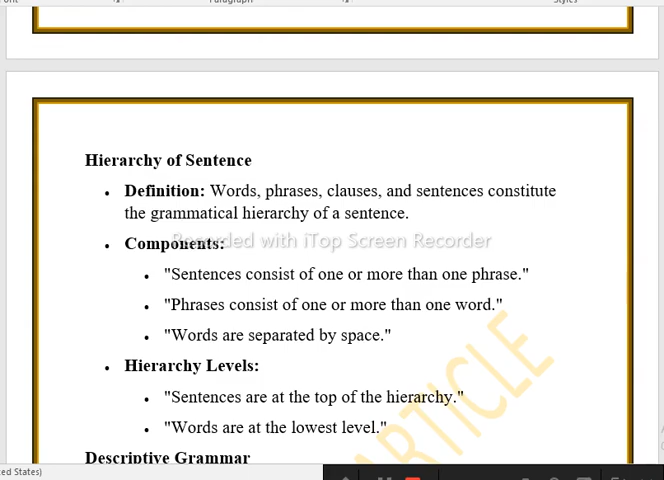 Paragraph
Styles
Hierarchy of Sentence
• Definition: Words, phrases, clauses, and sentences constitute
the grammatical hierarchy of a sentence.
• Components:
Recorded with iTop Screen Recorder
• "Sentences consist of one or more than one phrase."
• "Phrases consist of one or more than one word."
• "Words are separated by space."
• Hierarchy Levels:
• "Sentences are at the top of the hierarchy."
• "Words are at the lowest level."
ARTICLE
Descriptive Grammar
States)